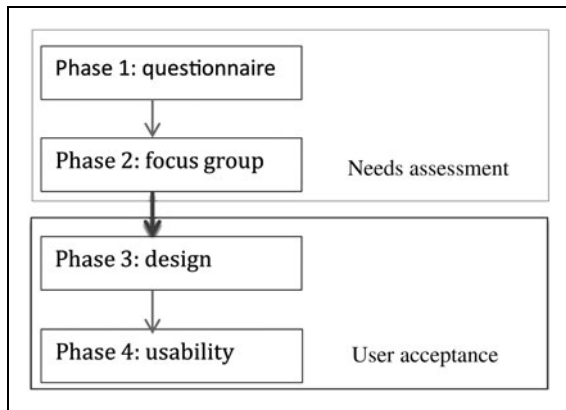 Phase 1: questionnaire
Phase 2: focus group
Needs assessment
Phase 3: design
Phase 4: usability
User acceptance